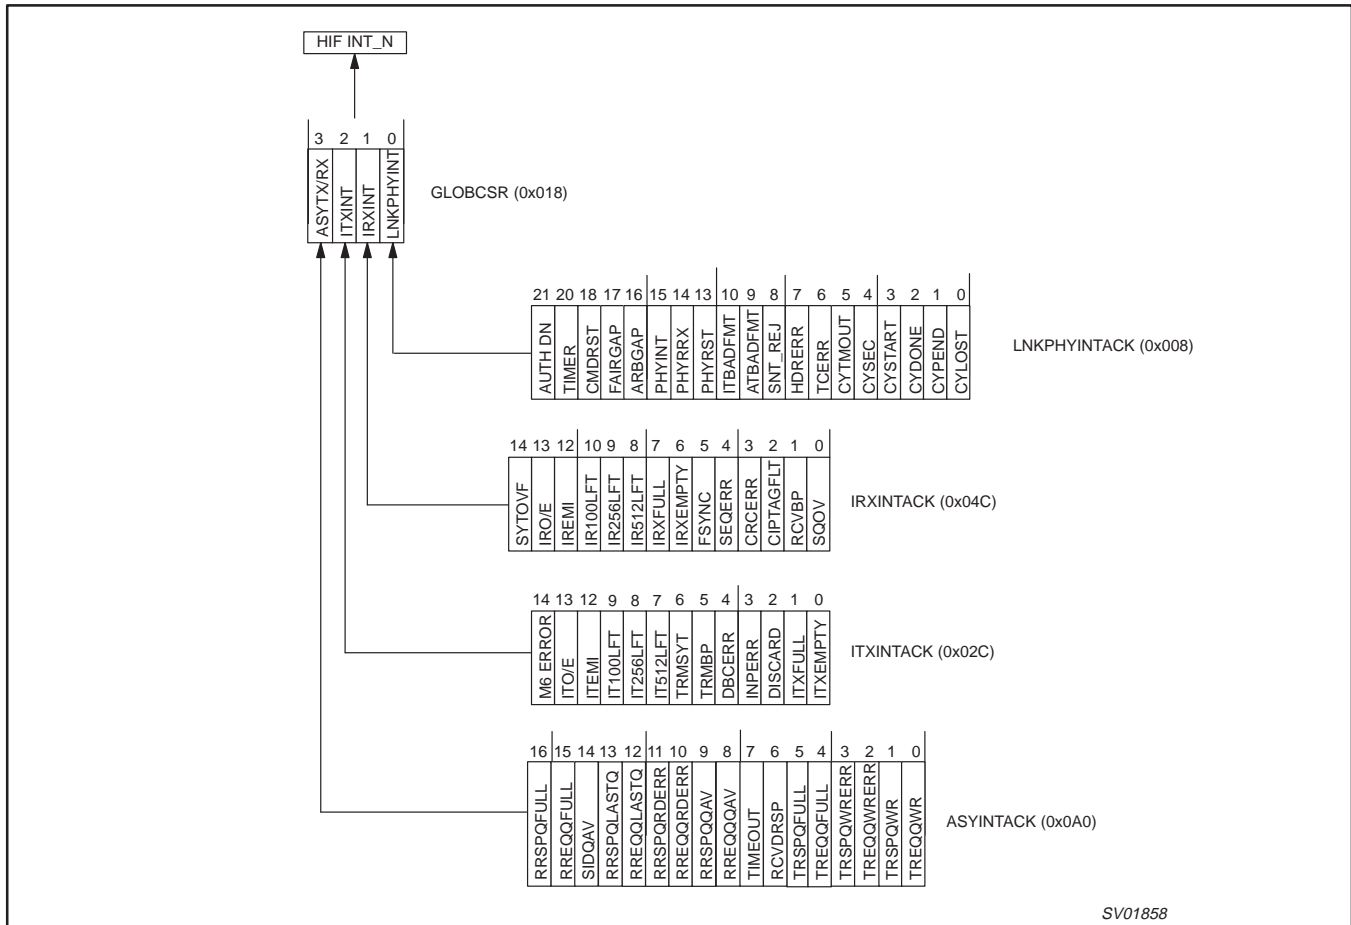 HIF INT_N
3 2 1 0
ASYTX/RX ITXINT IRXINT LNKPHYINT
GLOBCSR (0x018)
21 20 18 17 16 15 14 13 10 9 8 7 6 5 4 3 2 1 0
AUTH DN TIMER CMDRST FAIRGAP ARBGAP PHYINT PHYRRX PHYRST ITBADFMT ATBADFMT SNT_REJ HDRERR TCERR CYTMOUT CYSEC CYSTART CYDONE CYPEND CYLOST
LNKPHYINTACK (0x008)
14 13 12 10 9 8 7 6 5 4 3 2 1 0
SYTOVF IRO/E IREMI IR100LFT IR256LFT IR512LFT IRXFULL IRXEMPTY FSYNC SEQERR CRCERR CIPTAGFLT RCVBP SQOV
IRXINTACK (0x04C)
14 13 12 9 8 7 6 5 4 3 2 1 0
M6 ERROR ITO/E ITEMI IT100LFT IT256LFT IT512LFT TRMSYT TRMBP DBCERR INPERR DISCARD ITXFULL ITXEMPTY
ITXINTACK (0x02C)
16 15 14 13 12 11 10 9 8 7 6 5 4 3 2 1 0
RRSPQFULL RREQQFULL SIDQAV RRSPQLASTQ RREQQLASTQ RRSPQRDERR RREQQRDERR RRSPQQAV RREQQQAV TIMEOUT RCVDRSP TRSPQFULL TREQQFULL TRSPQWRERR TREQQWRERR TRSPQWR TREQQWR
ASYINTACK (0x0A0)
SV01858